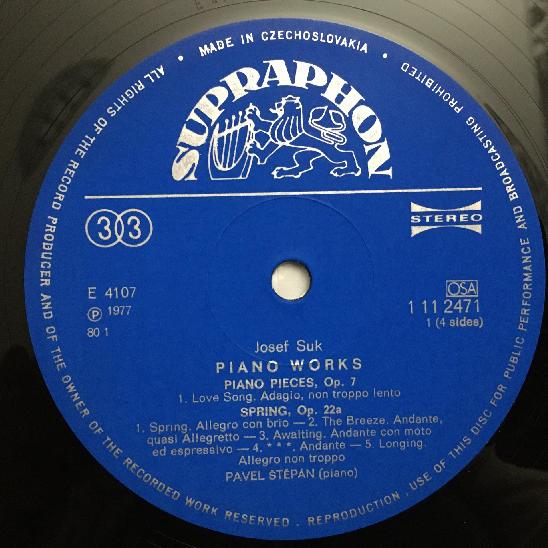 ALL RIGHTS OF THE RECORD PRODUCER AND OF THE OWNER OF THE RECORDED WORK RESERVED . REPRODUCTION , USE OF THIS DISC FOR PUBLIC PERFORMANCE AND BROADCASTING PROHIBITED
• MADE IN CZECHOSLOVAKIA •
SUPRAPHON
33
STEREO
E 4107
℗ 1977
80 1
OSA
1 11 2471
1 (4 sides)
Josef Suk
PIANO WORKS
PIANO PIECES, Op. 7
1. Love Song. Adagio, non troppo lento
SPRING, Op. 22a
1. Spring. Allegro con brio — 2. The Breeze. Andante,
quasi Allegretto — 3. Awaiting. Andante con moto
ed espressivo — 4. * * *. Andante — 5. Longing.
Allegro non troppo
PAVEL ŠTĚPÁN (piano)